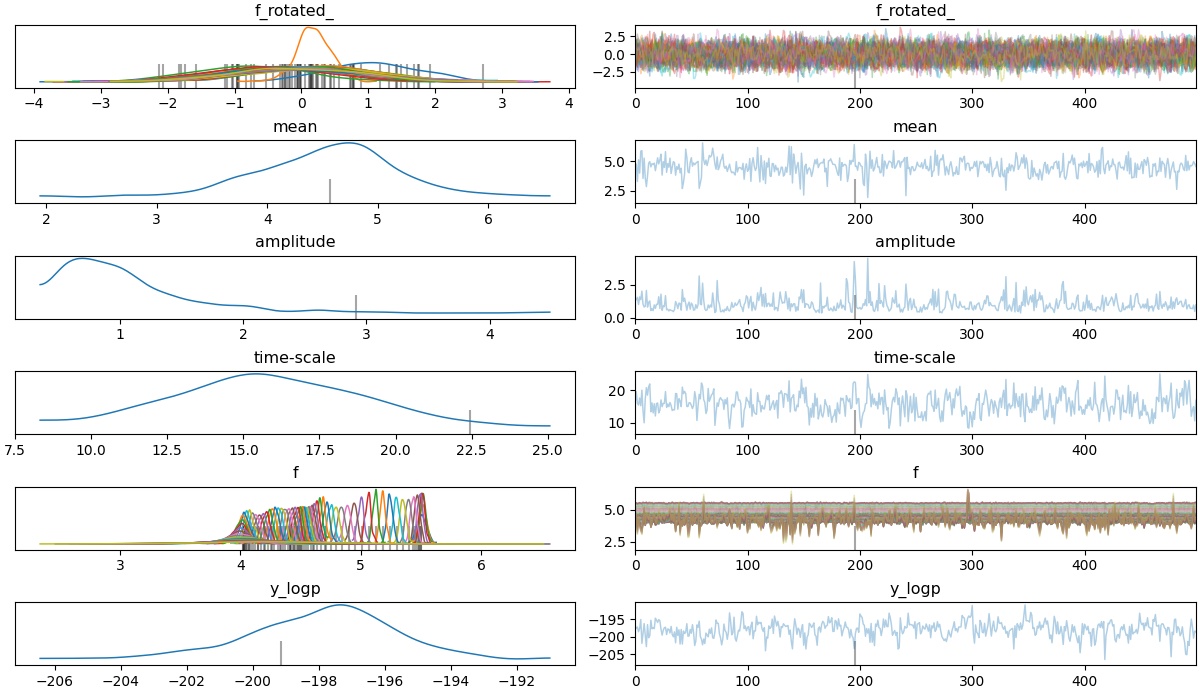 f_rotated_
f_rotated_
2.5
0.0
−2.5
−4 −3 −2 −1 0 1 2 3 4
0 100 200 300 400
mean
mean
5.0
2.5
2 3 4 5 6
0 100 200 300 400
amplitude
amplitude
2.5
0.0
1 2 3 4
0 100 200 300 400
time-scale
time-scale
20
10
7.5 10.0 12.5 15.0 17.5 20.0 22.5 25.0
0 100 200 300 400
f
f
5.0
2.5
3 4 5 6
0 100 200 300 400
y_logp
y_logp
−195
−200
−205
−206 −204 −202 −200 −198 −196 −194 −192
0 100 200 300 400